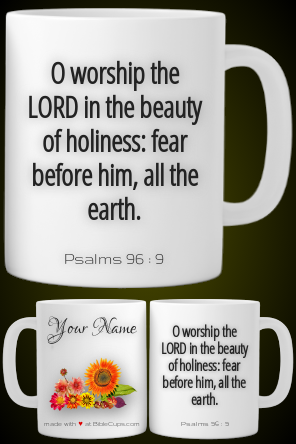 O worship the
LORD in the beauty
of holiness: fear
before him, all the
earth.
Psalms 96 : 9
Your Name
made with ♥ at BibleCups.com
O worship the
LORD in the beauty
of holiness: fear
before him, all the
earth.
Psalms 96 : 9